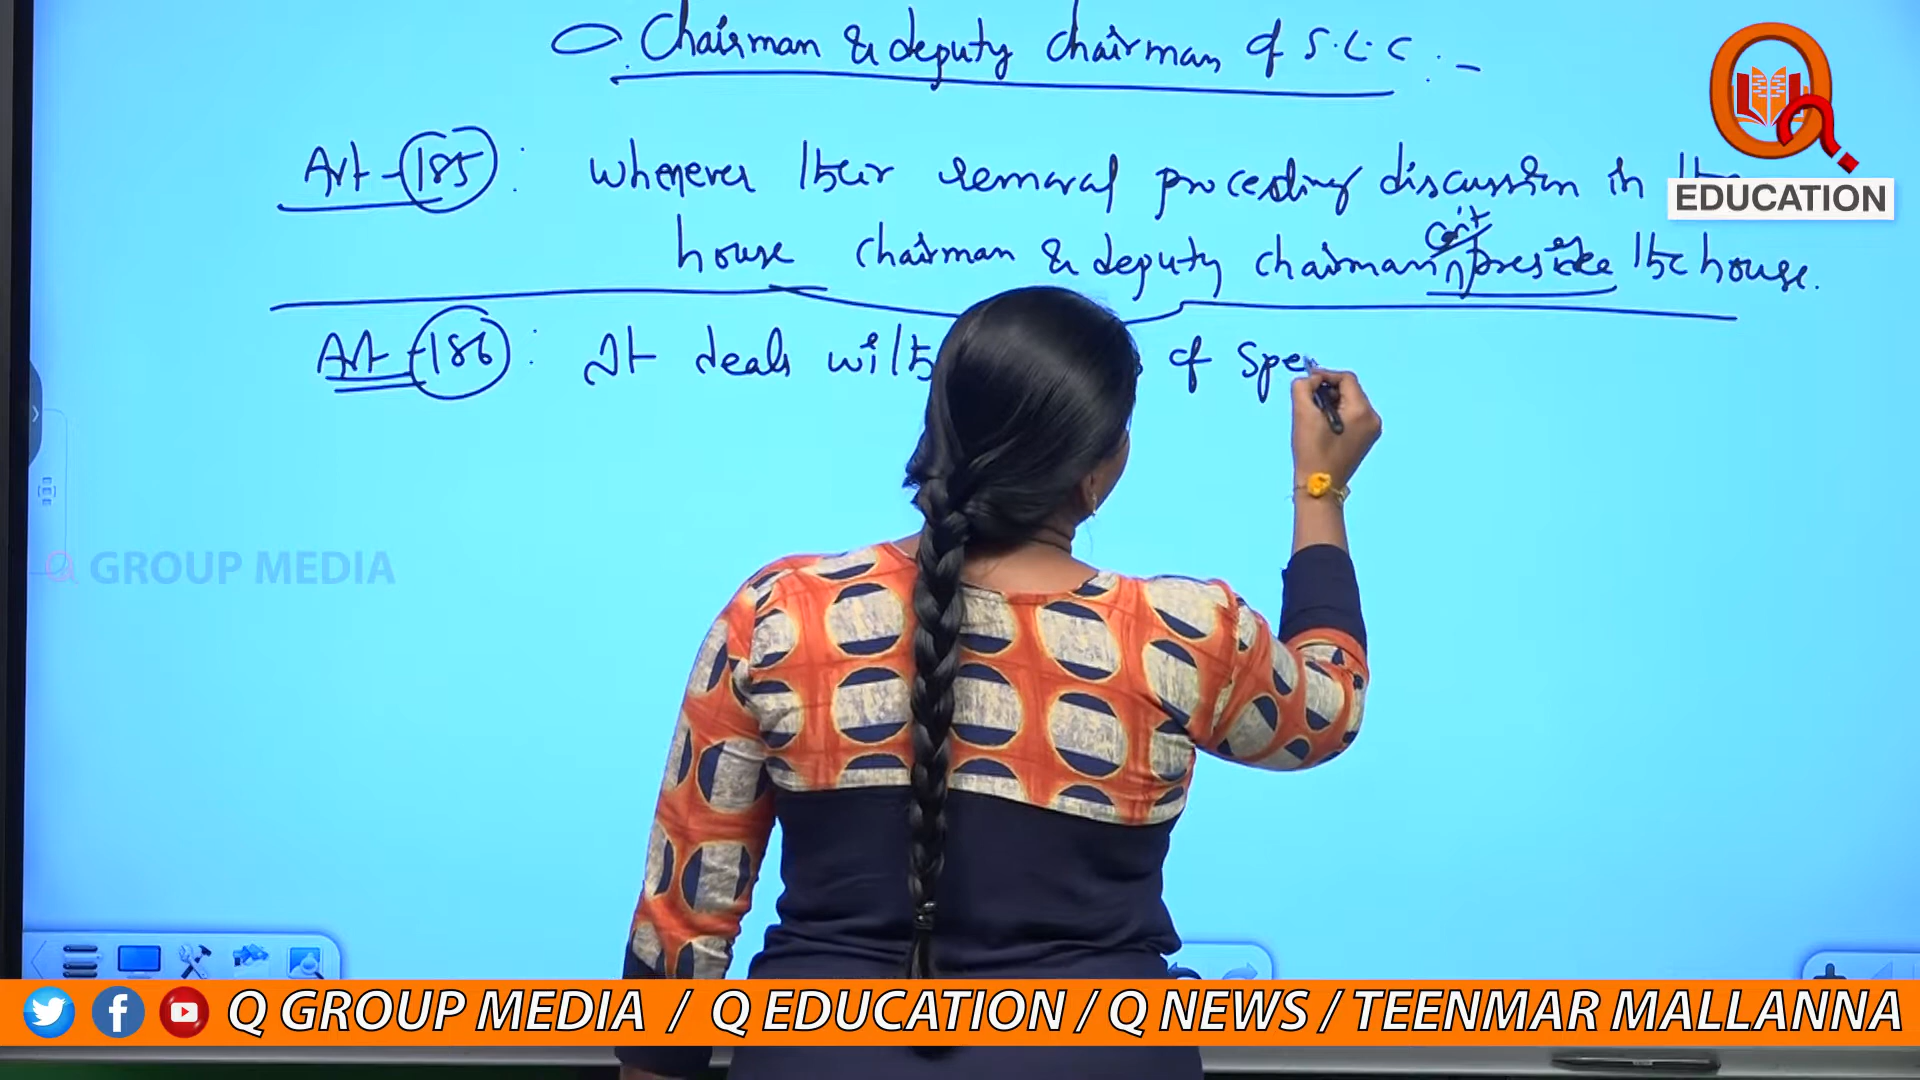 Chairman & deputy chairman of S.L.C :-
Art-185 : whenever their removal proceeding discussion in the
house chairman & deputy chairman can't preside the house.
Art-186 : It deals with of Spe
EDUCATION
Q GROUP MEDIA
Q GROUP MEDIA / Q EDUCATION / Q NEWS / TEENMAR MALLANNA